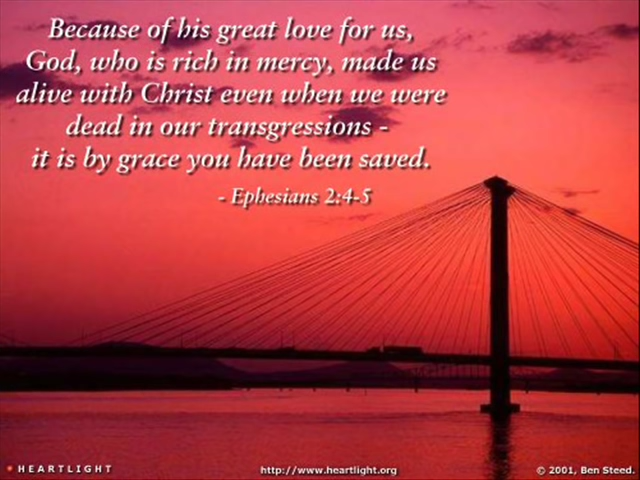 Because of his great love for us,
God, who is rich in mercy, made us
alive with Christ even when we were
dead in our transgressions -
it is by grace you have been saved.
- Ephesians 2:4-5
HEARTLIGHT
http://www.heartlight.org
© 2001, Ben Steed.